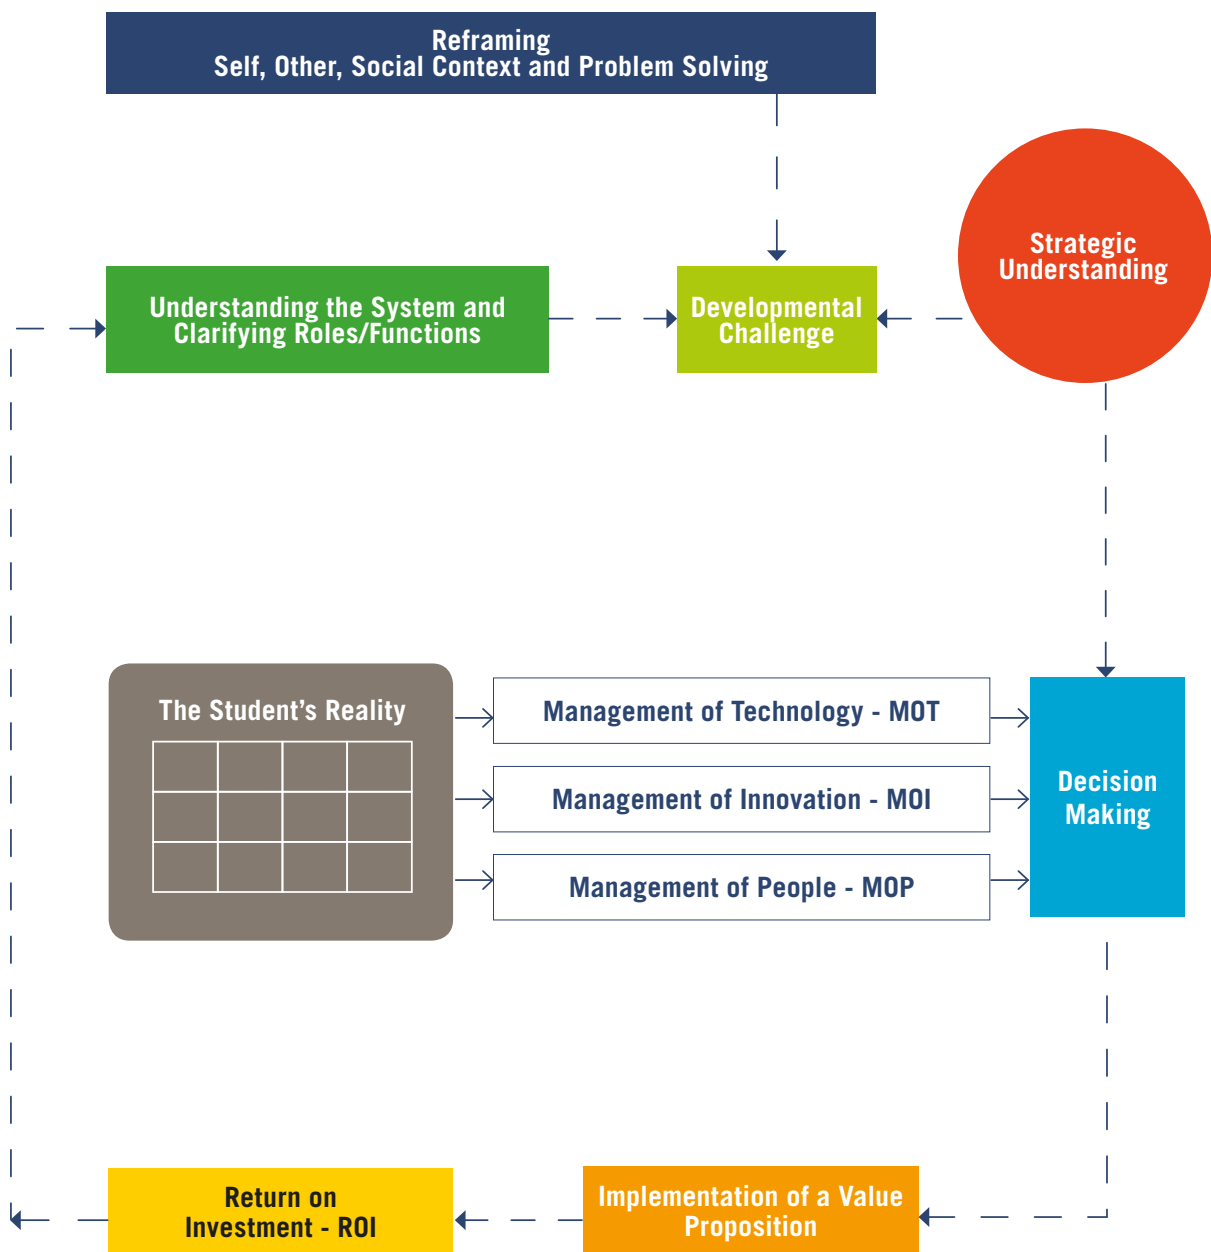 Reframing
Self, Other, Social Context and Problem Solving
Strategic
Understanding
Understanding the System and
Clarifying Roles/Functions
Developmental
Challenge
The Student’s Reality
Management of Technology - MOT
Management of Innovation - MOI
Management of People - MOP
Decision
Making
Return on
Investment - ROI
Implementation of a Value
Proposition